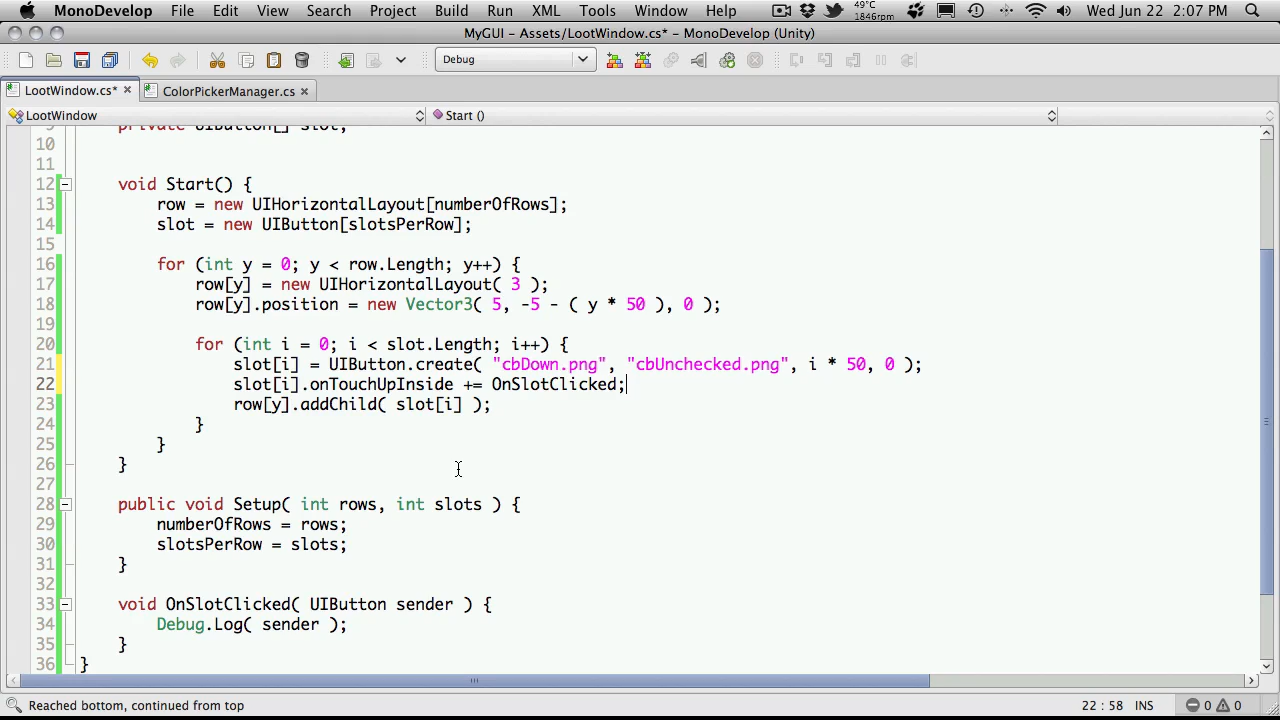 MonoDevelop File Edit View Search Project Build Run XML Tools Window Help 49°C 1846rpm Wed Jun 22 2:07 PM
MyGUI - Assets/LootWindow.cs* - MonoDevelop (Unity)
Debug
LootWindow.cs* × ColorPickerManager.cs ×
LootWindow Start ()
9 private UIButton[] slot;
10
11
12 void Start() {
13 row = new UIHorizontalLayout[numberOfRows];
14 slot = new UIButton[slotsPerRow];
15
16 for (int y = 0; y < row.Length; y++) {
17 row[y] = new UIHorizontalLayout( 3 );
18 row[y].position = new Vector3( 5, -5 - ( y * 50 ), 0 );
19
20 for (int i = 0; i < slot.Length; i++) {
21 slot[i] = UIButton.create( "cbDown.png", "cbUnchecked.png", i * 50, 0 );
22 slot[i].onTouchUpInside += OnSlotClicked;
23 row[y].addChild( slot[i] );
24 }
25 }
26 }
27
28 public void Setup( int rows, int slots ) {
29 numberOfRows = rows;
30 slotsPerRow = slots;
31 }
32
33 void OnSlotClicked( UIButton sender ) {
34 Debug.Log( sender );
35 }
36 }
Reached bottom, continued from top 22 : 58 INS 0 0